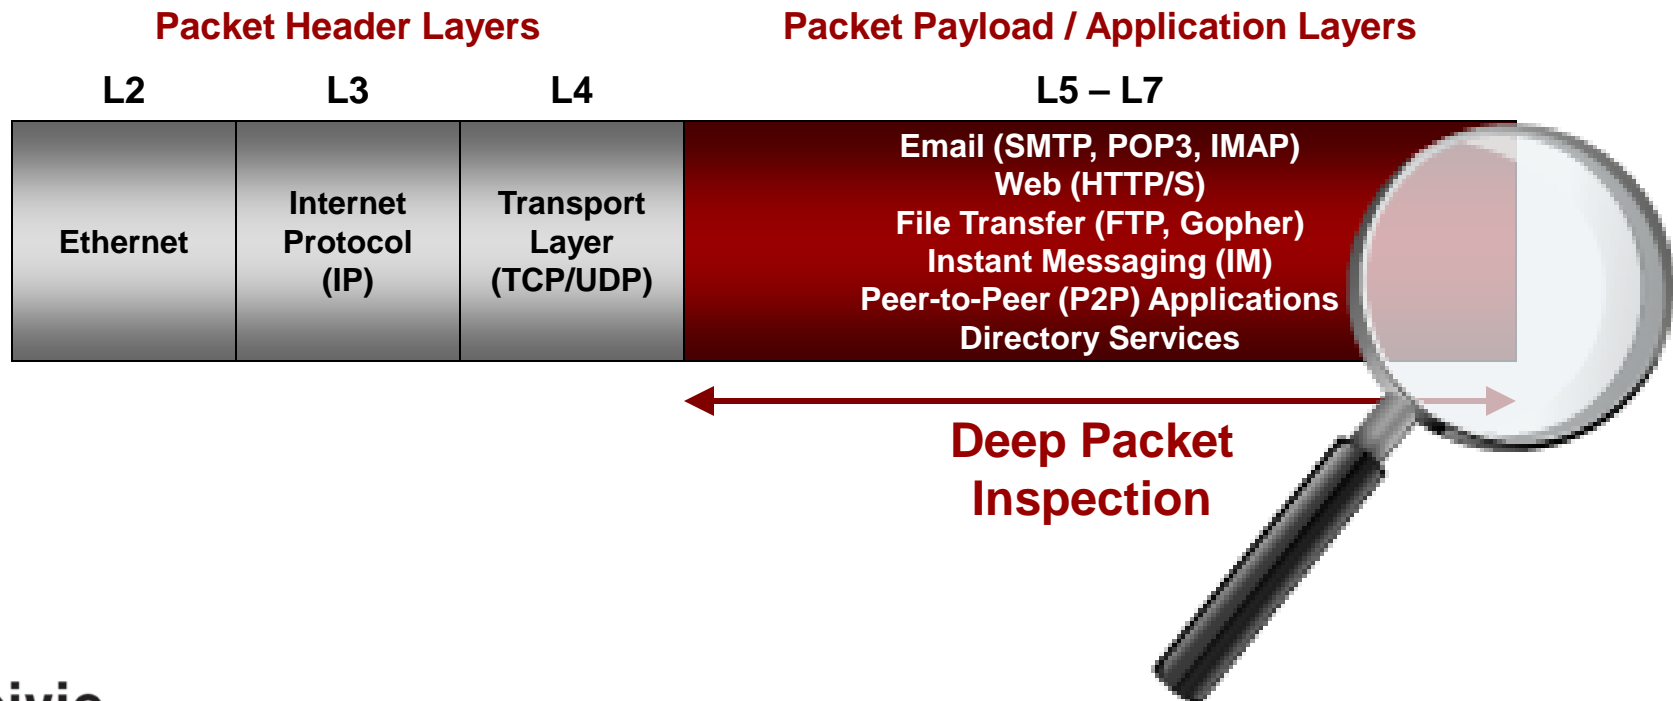 Packet Header Layers
Packet Payload / Application Layers
L2
L3
L4
L5 – L7
Ethernet
Internet
Protocol
(IP)
Transport
Layer
(TCP/UDP)
Email (SMTP, POP3, IMAP)
Web (HTTP/S)
File Transfer (FTP, Gopher)
Instant Messaging (IM)
Peer-to-Peer (P2P) Applications
Directory Services
Deep Packet
Inspection